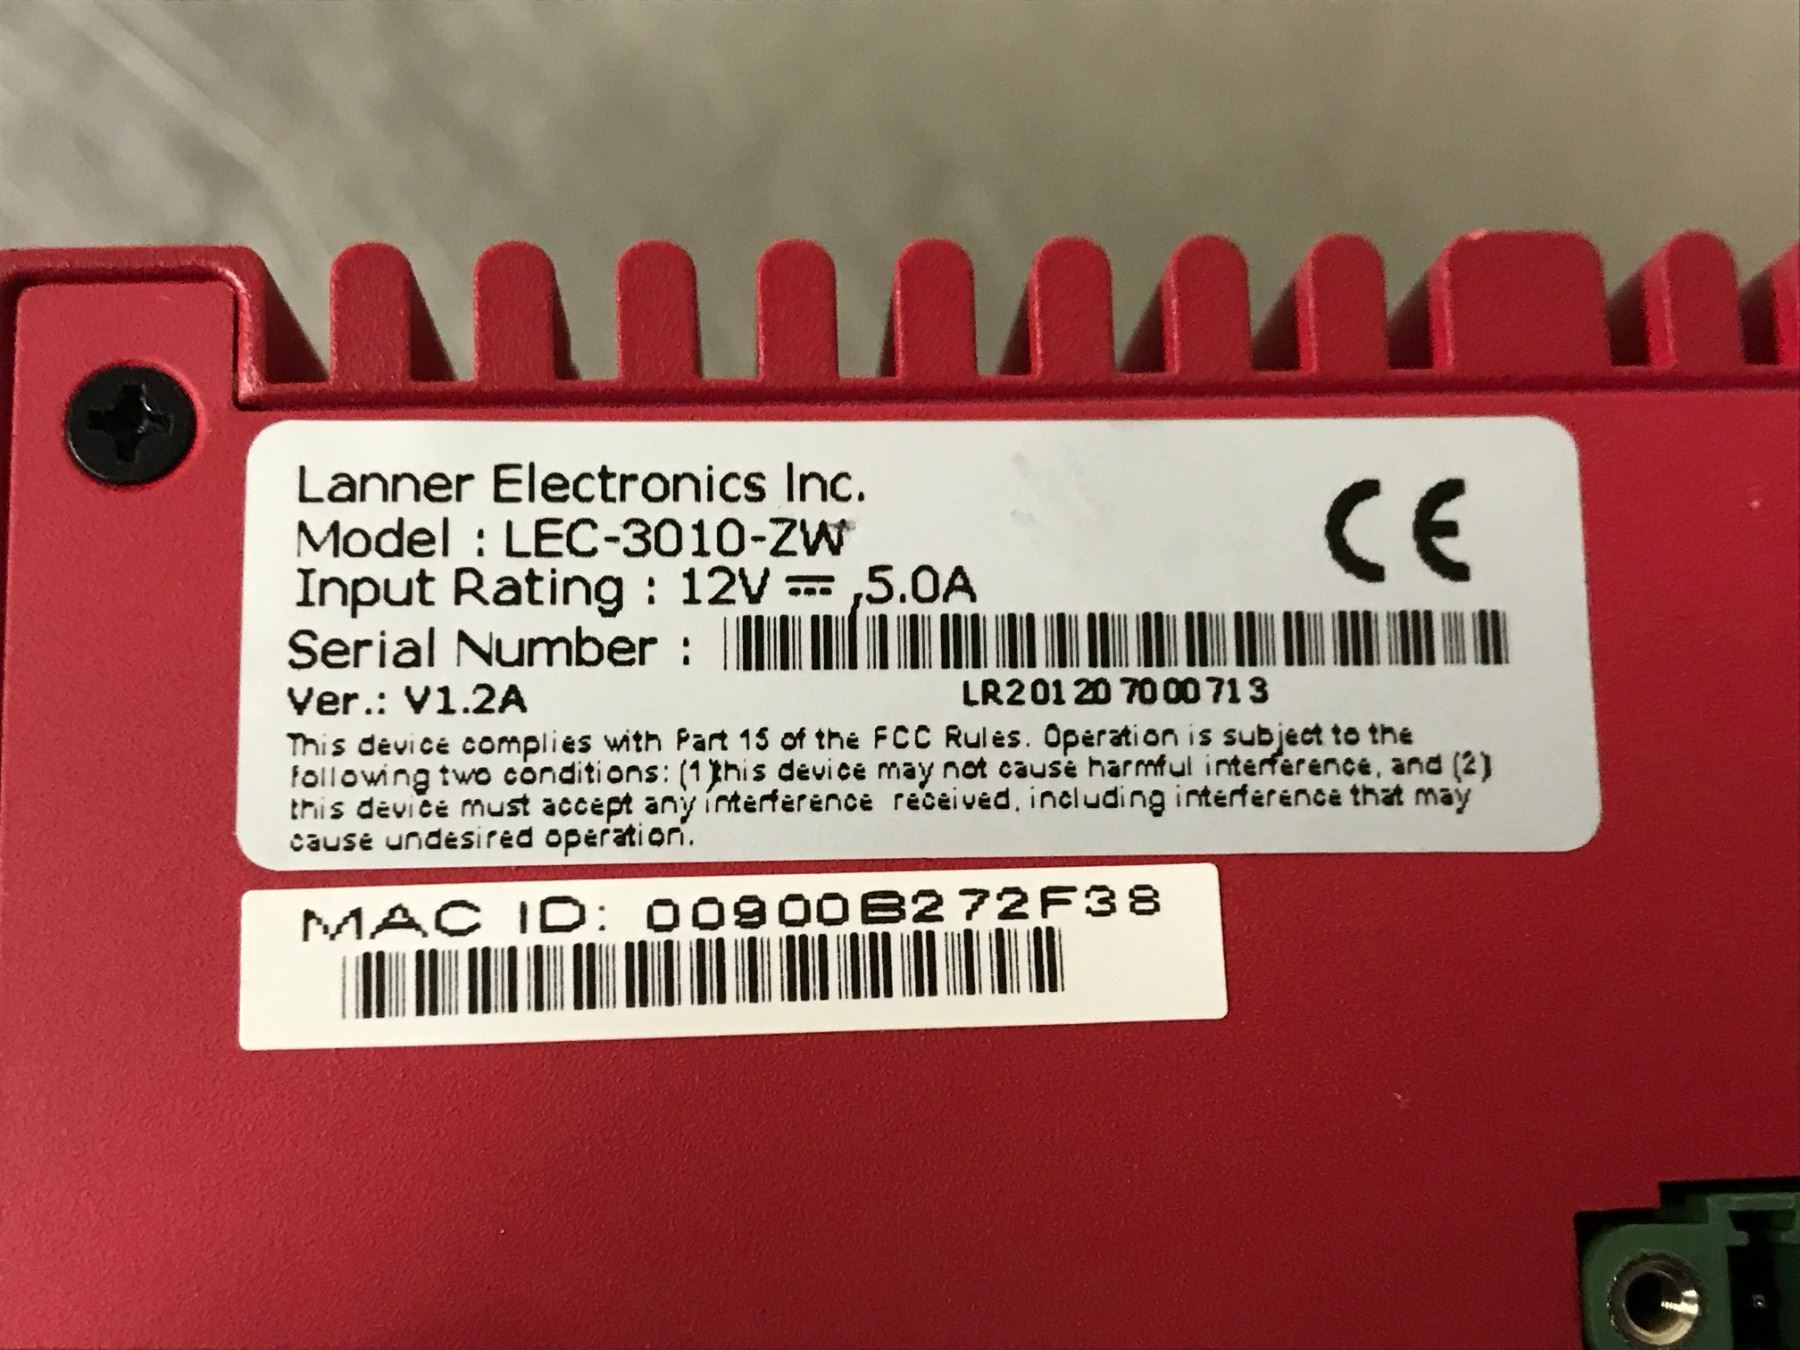 Lanner Electronics Inc.
CE
Model : LEC-3010-ZW
Input Rating : 12V ⎓ ,5.0A
Serial Number :
Ver.: V1.2A
LR201207000713
This device complies with Part 15 of the FCC Rules. Operation is subject to the
following two conditions: (1)this device may not cause harmful interference, and (2)
this device must accept any interference received, including interference that may
cause undesired operation.
MAC ID: 00900B272F38